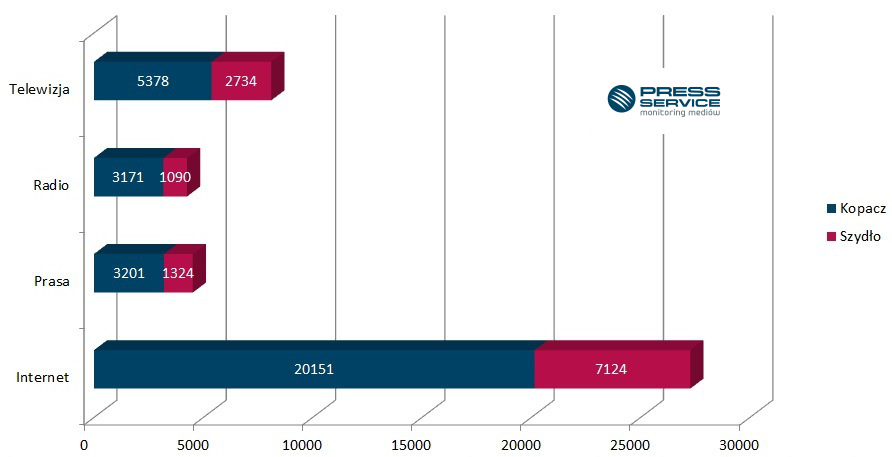 Telewizja
5378 2734
PRESS
SERVICE
monitoring mediów
Radio
3171 1090
Kopacz
Szydło
Prasa
3201 1324
Internet
20151 7124
0 5000 10000 15000 20000 25000 30000